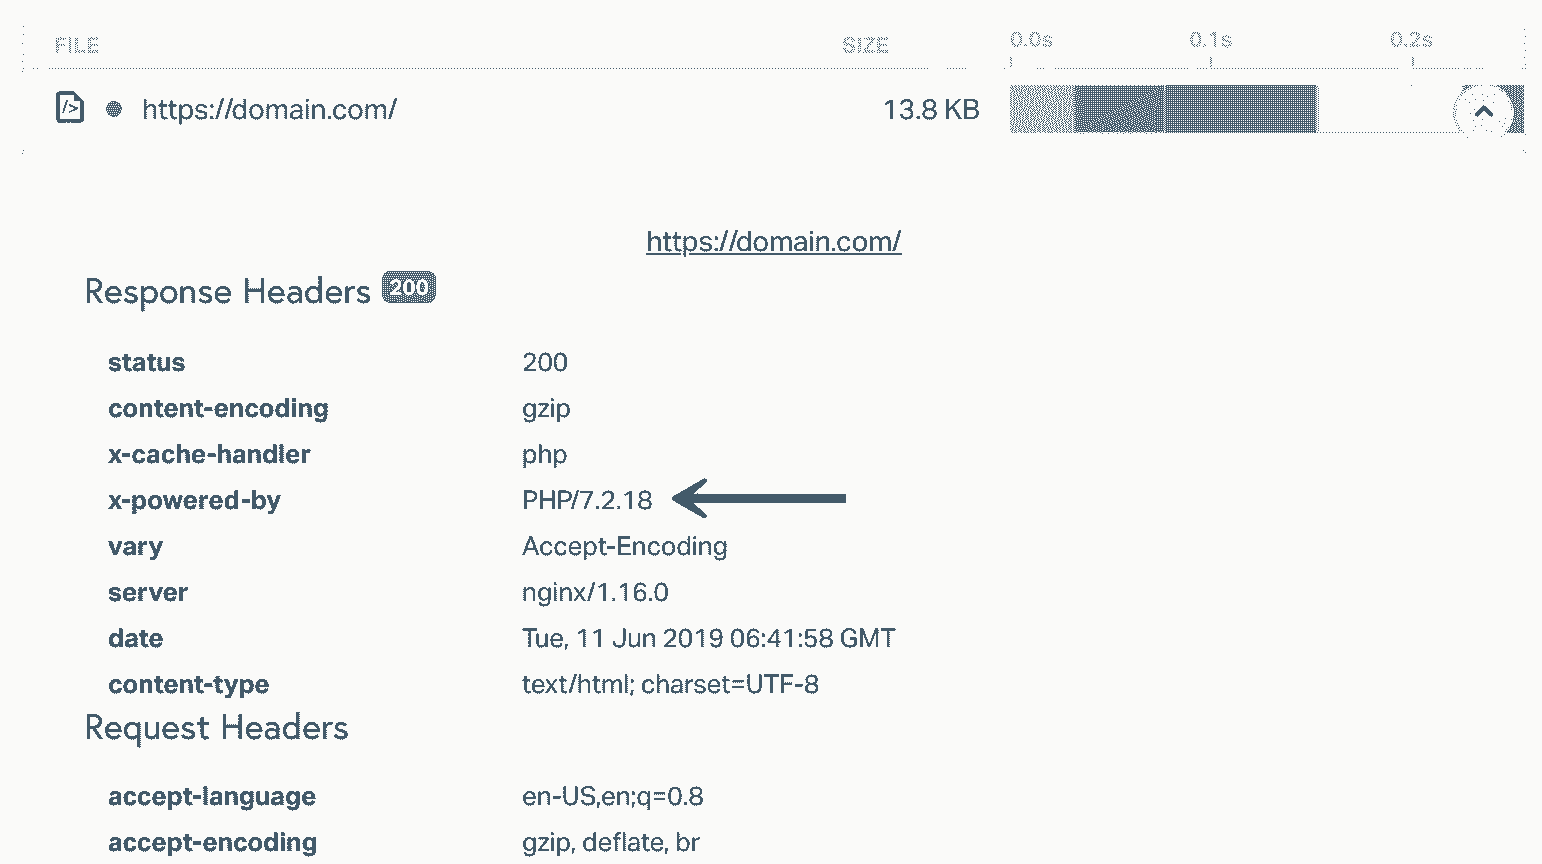 FILE SIZE 0.0s 0.1s 0.2s
https://domain.com/ 13.8 KB
https://domain.com/
Response Headers 200
status 200
content-encoding gzip
x-cache-handler php
x-powered-by PHP/7.2.18
vary Accept-Encoding
server nginx/1.16.0
date Tue, 11 Jun 2019 06:41:58 GMT
content-type text/html; charset=UTF-8
Request Headers
accept-language en-US,en;q=0.8
accept-encoding gzip, deflate, br